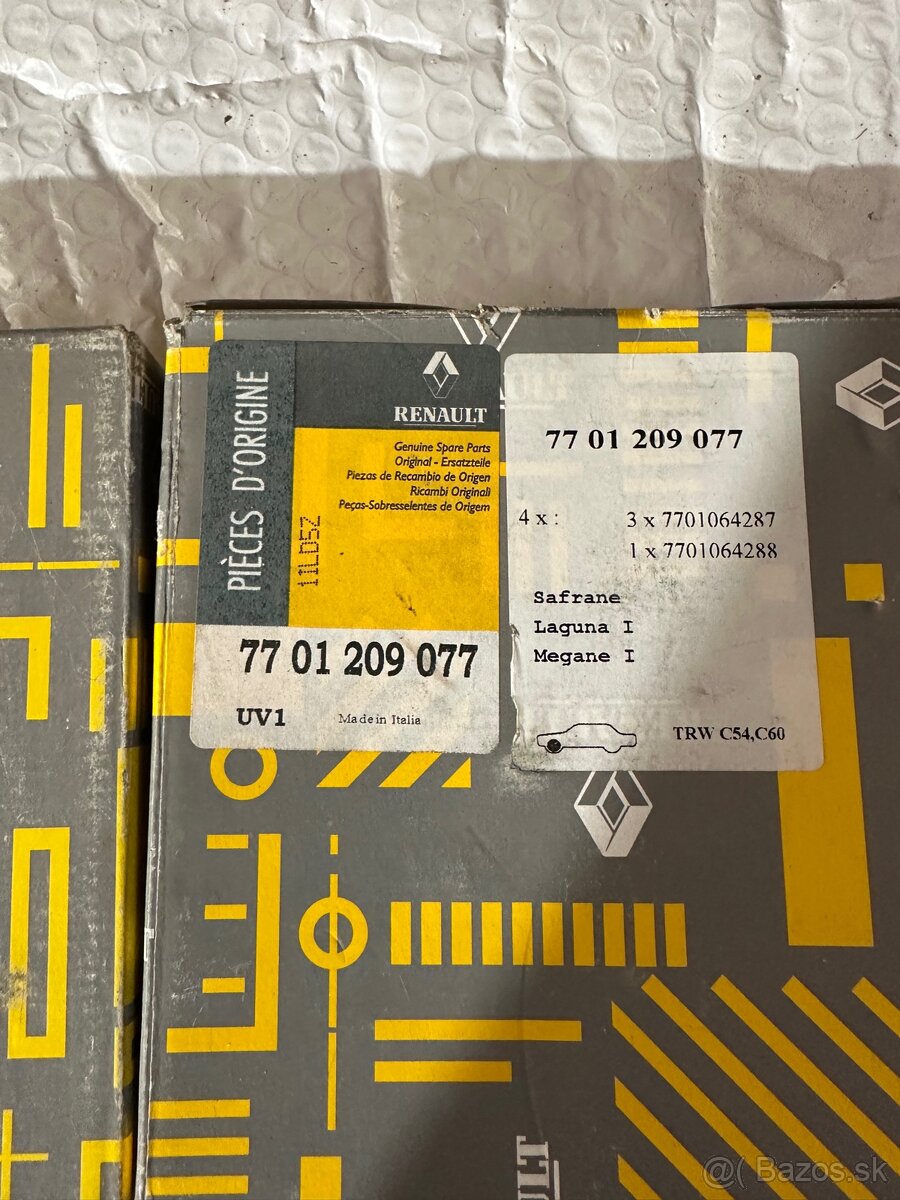 PIÈCES D'ORIGINE
RENAULT
Genuine Spare Parts
Original - Ersatzteile
Piezas de Recambio de Origen
Ricambi Originali
Peças-Sobresselentes de Origem
11LD5Z
77 01 209 077
UV1 Made in Italia
77 01 209 077
4 x : 3 x 7701064287
1 x 7701064288
Safrane
Laguna I
Megane I
TRW C54,C60
@( Bazos.sk